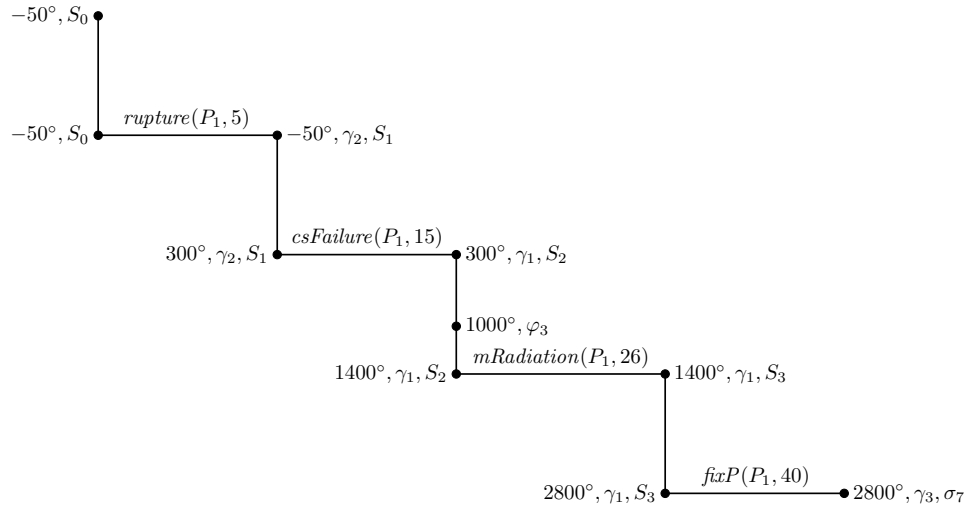 −50°, S₀
−50°, S₀ rupture(P₁, 5) −50°, γ₂, S₁
300°, γ₂, S₁ csFailure(P₁, 15) 300°, γ₁, S₂
1000°, φ₃
1400°, γ₁, S₂ mRadiation(P₁, 26) 1400°, γ₁, S₃
2800°, γ₁, S₃ fixP(P₁, 40) 2800°, γ₃, σ₇